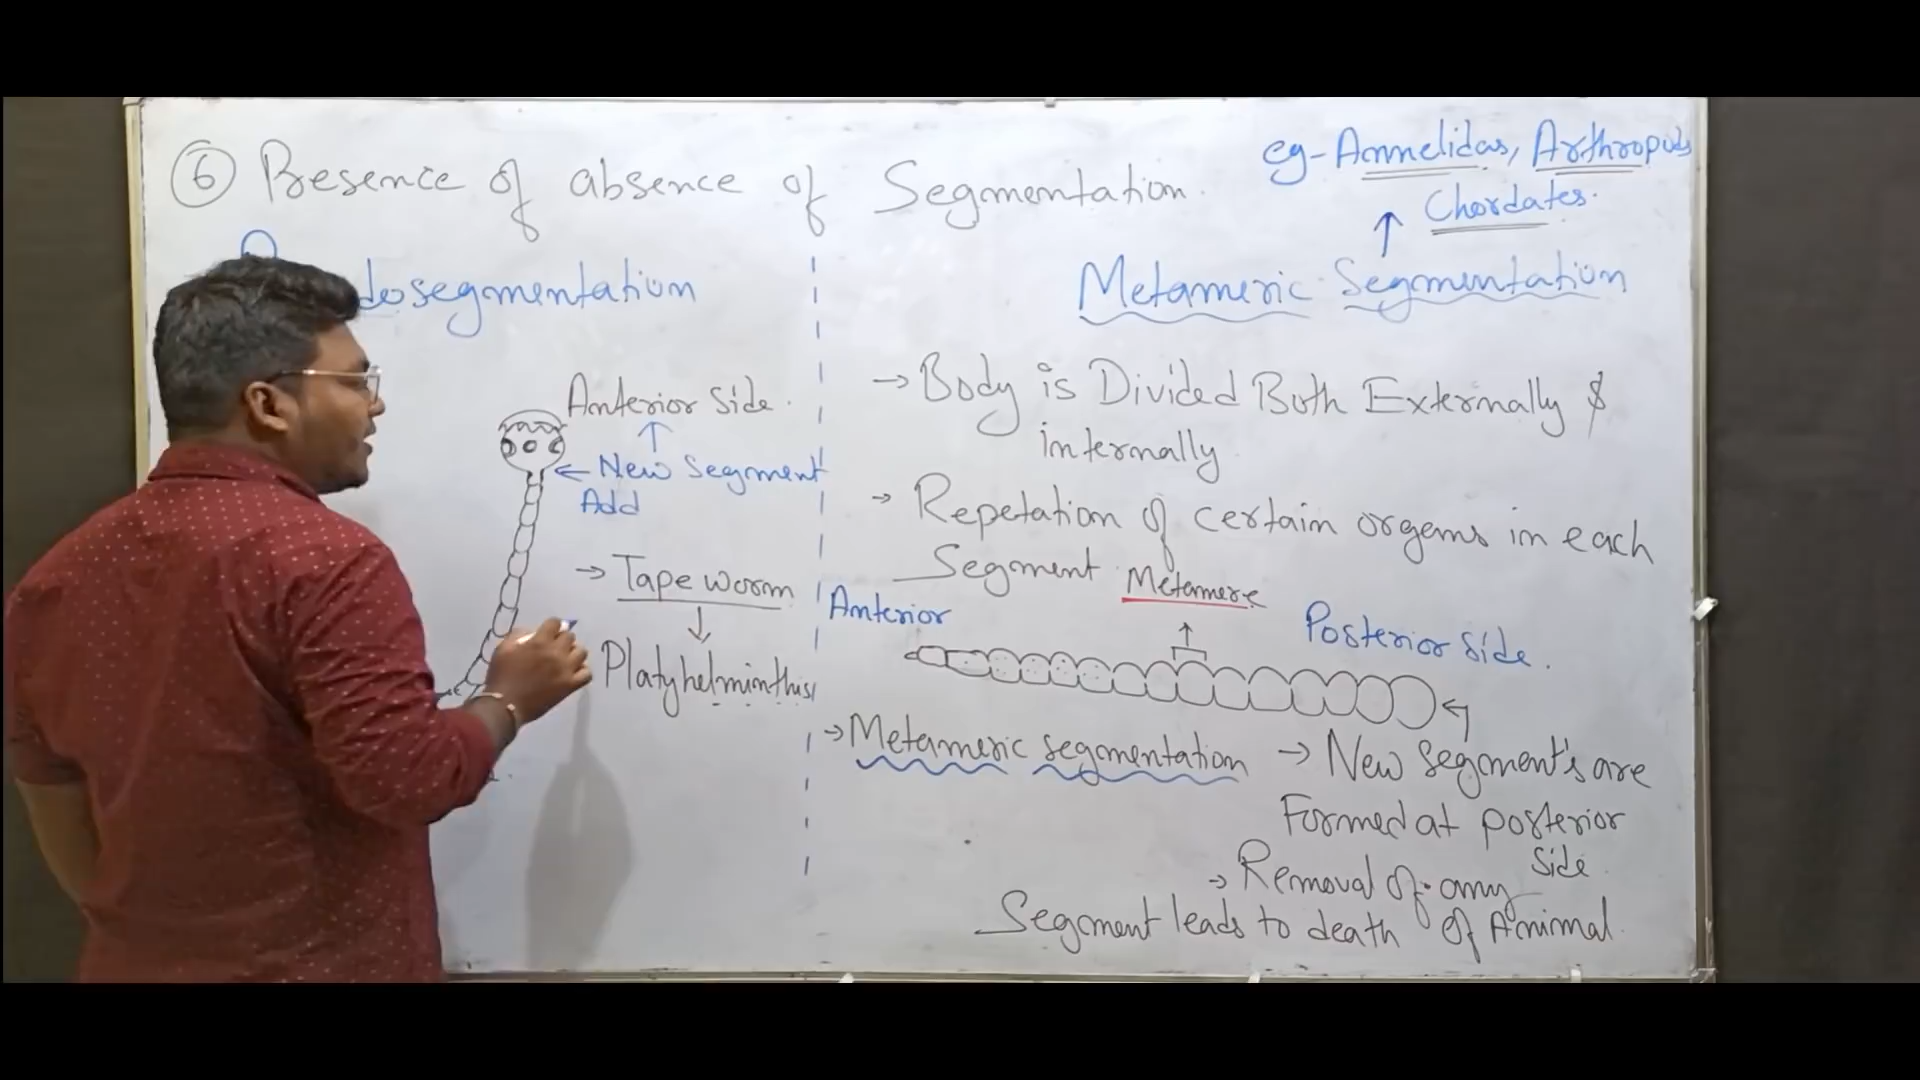 6 Presence of absence of Segmentation.
eg- Annelidas, Arthropods
Chordates.
dosegmentation
Anterior side.
New Segment
Add
→ Tape worm
Platyhelminthis
Metameric Segmentation
→ Body is Divided Both Externally &
internally
→ Repetation of certain orgens in each
Segment
Metamere
Anterior
Posterior side.
→ Metameric segmentation → New segment's are
Formed at posterior
side.
→ Removal of any
Segment leads to death of Animal.